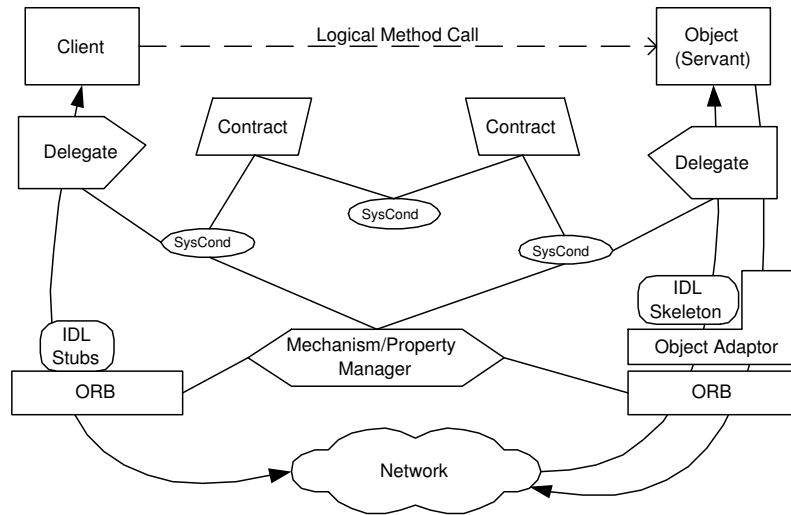 Client
Logical Method Call
Object
(Servant)
Delegate
Contract
Contract
Delegate
SysCond
SysCond
SysCond
IDL
Stubs
Mechanism/Property
Manager
IDL
Skeleton
Object Adaptor
ORB
ORB
Network